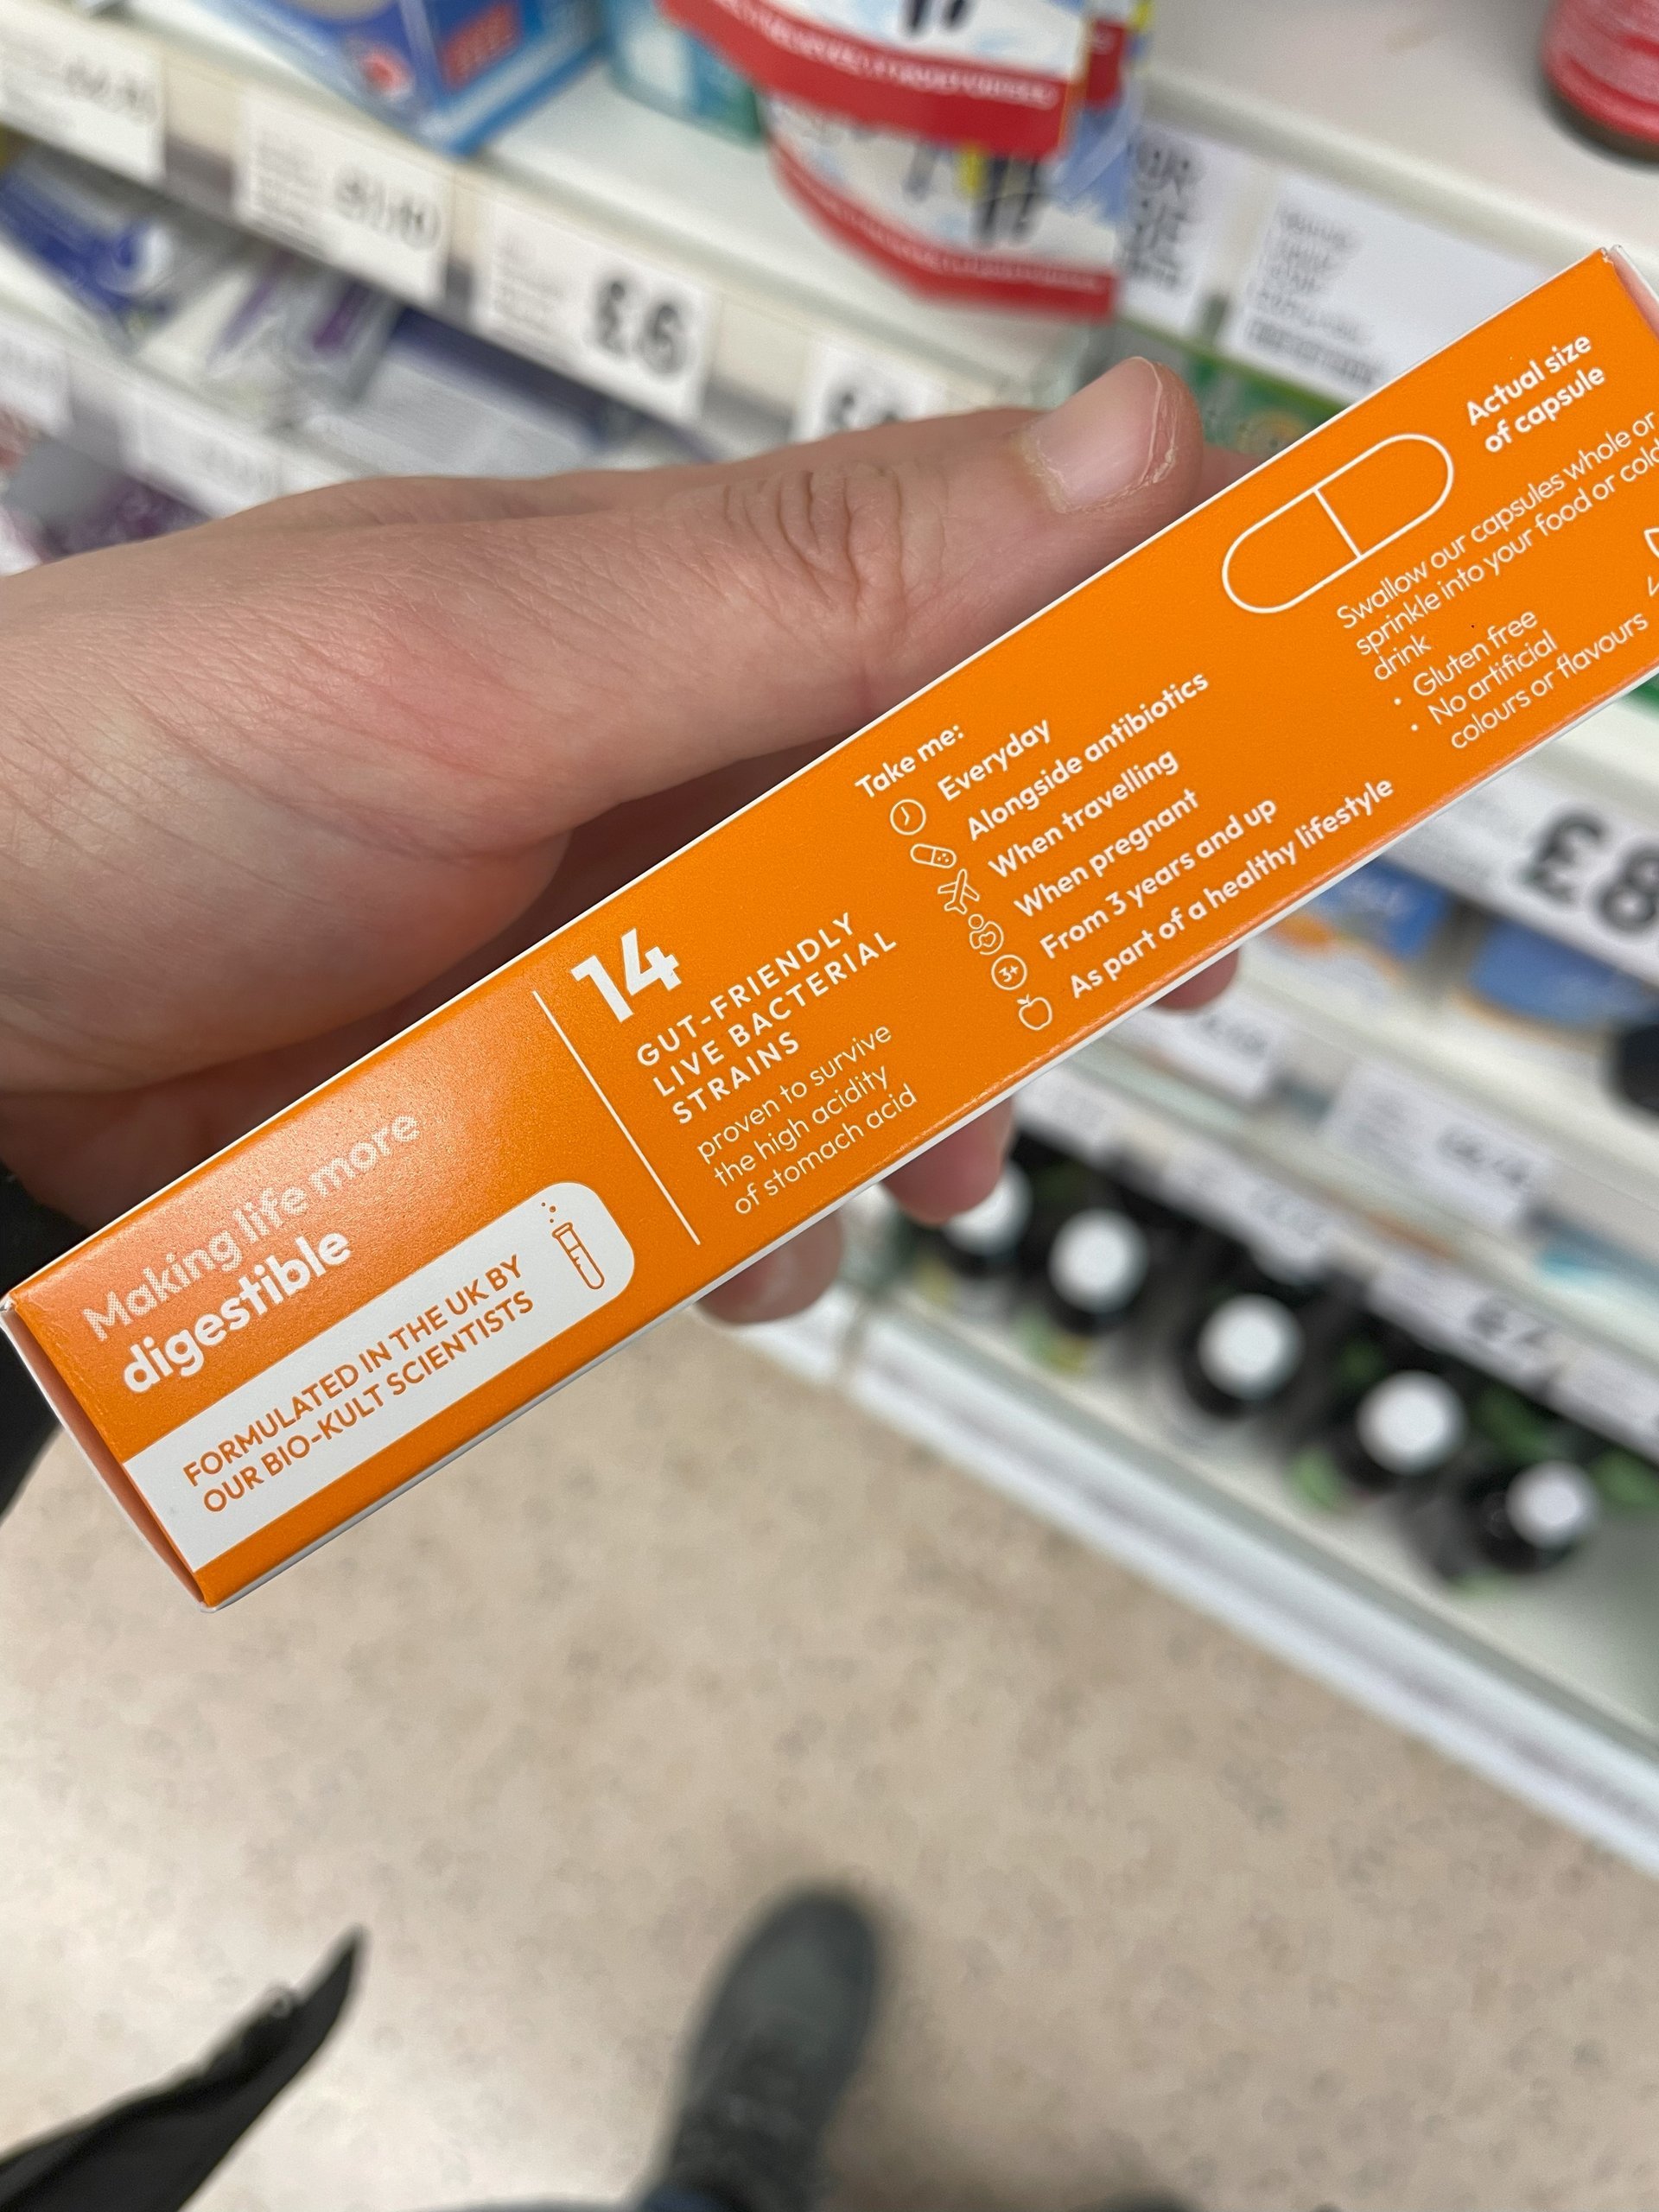 £6
£8
Making life more
digestible
FORMULATED IN THE UK BY
OUR BIO-KULT SCIENTISTS
14
GUT-FRIENDLY
LIVE BACTERIAL
STRAINS
proven to survive
the high acidity
of stomach acid
Take me:
Everyday
Alongside antibiotics
When travelling
When pregnant
3+ From 3 years and up
As part of a healthy lifestyle
Actual size
of capsule
Swallow our capsules whole or
sprinkle into your food or cold
drink
• Gluten free
• No artificial
colours or flavours